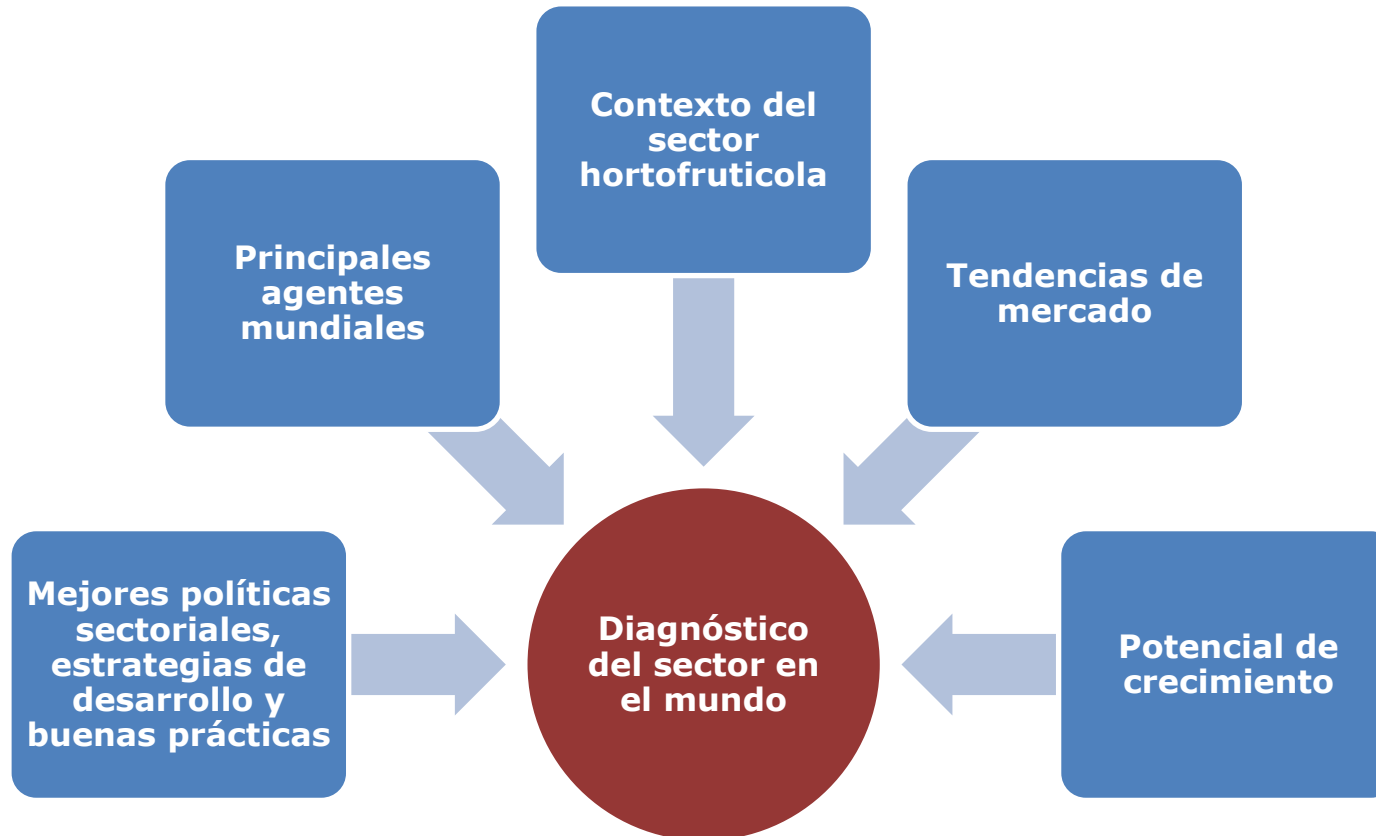 Contexto del
sector
hortofruticola
Principales
agentes
mundiales
Tendencias de
mercado
Mejores políticas
sectoriales,
estrategias de
desarrollo y
buenas prácticas
Diagnóstico
del sector en
el mundo
Potencial de
crecimiento